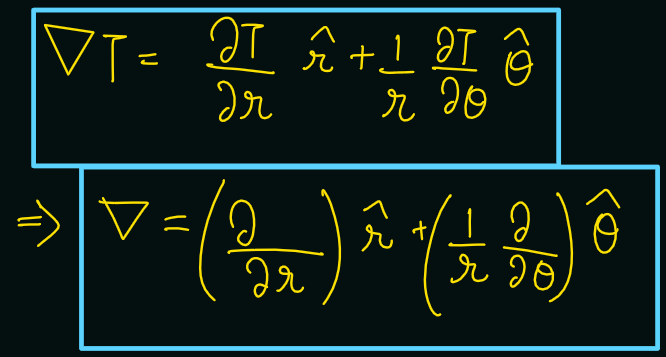 ∇T = ∂T/∂r r̂ + 1/r ∂T/∂θ θ̂
⇒ ∇ = (∂/∂r) r̂ + (1/r ∂/∂θ) θ̂